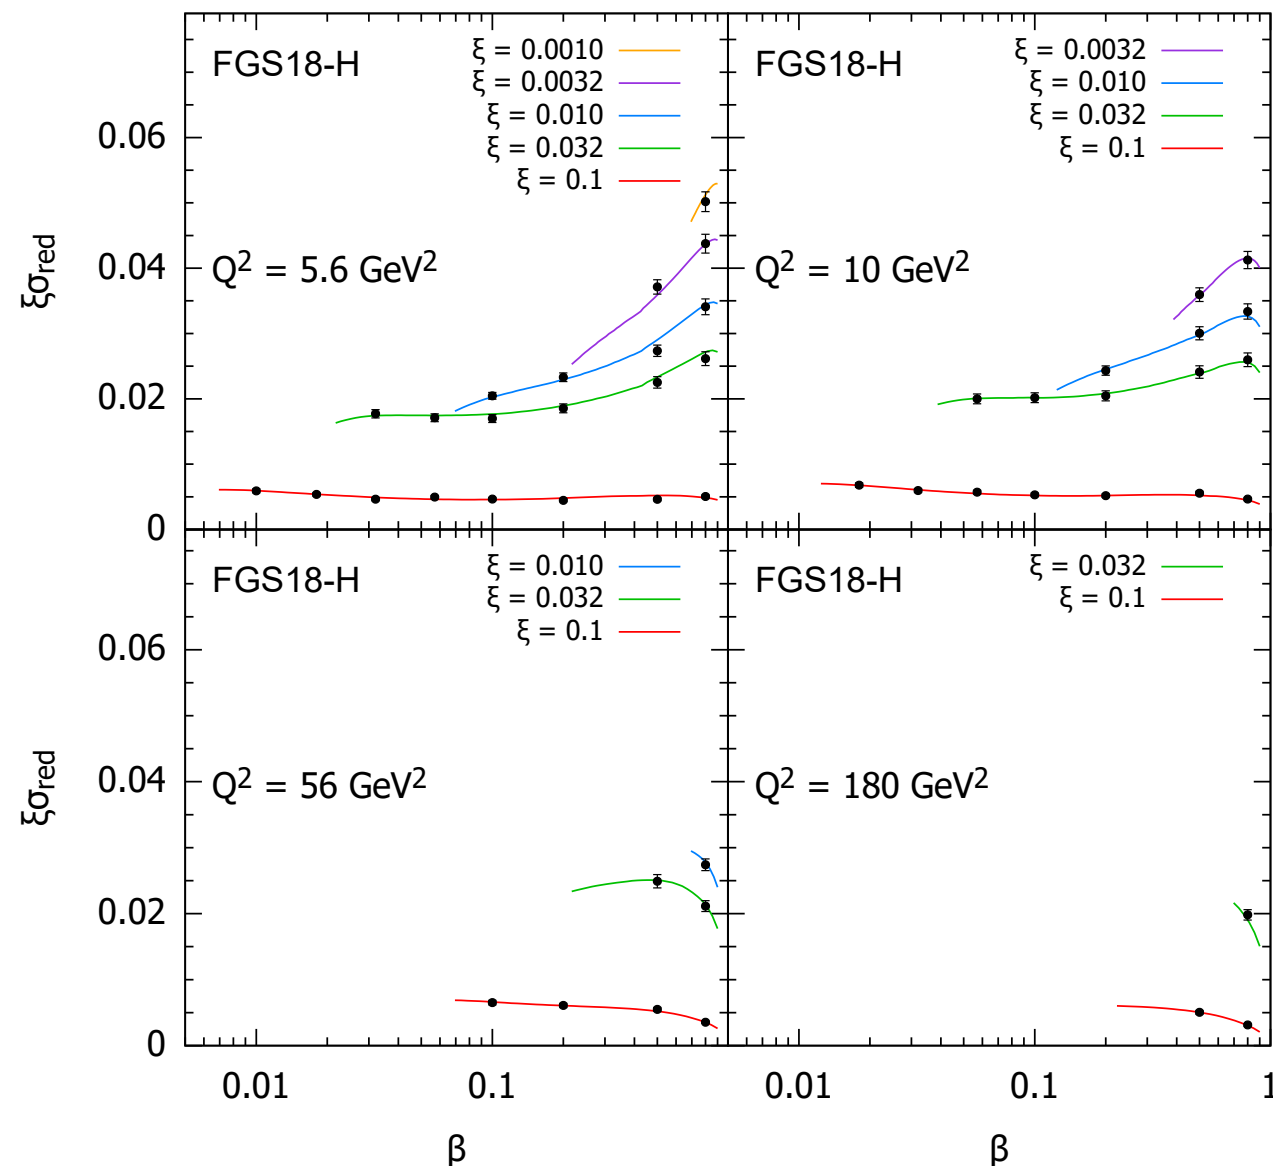 FGS18-H
ξ = 0.0010
ξ = 0.0032
ξ = 0.010
ξ = 0.032
ξ = 0.1
Q² = 5.6 GeV²
FGS18-H
ξ = 0.0032
ξ = 0.010
ξ = 0.032
ξ = 0.1
Q² = 10 GeV²
0.06
0.04
0.02
0
ξσred
FGS18-H
ξ = 0.010
ξ = 0.032
ξ = 0.1
Q² = 56 GeV²
FGS18-H
ξ = 0.032
ξ = 0.1
Q² = 180 GeV²
0.06
0.04
0.02
0
ξσred
0.01 0.1
0.01 0.1 1
β
β